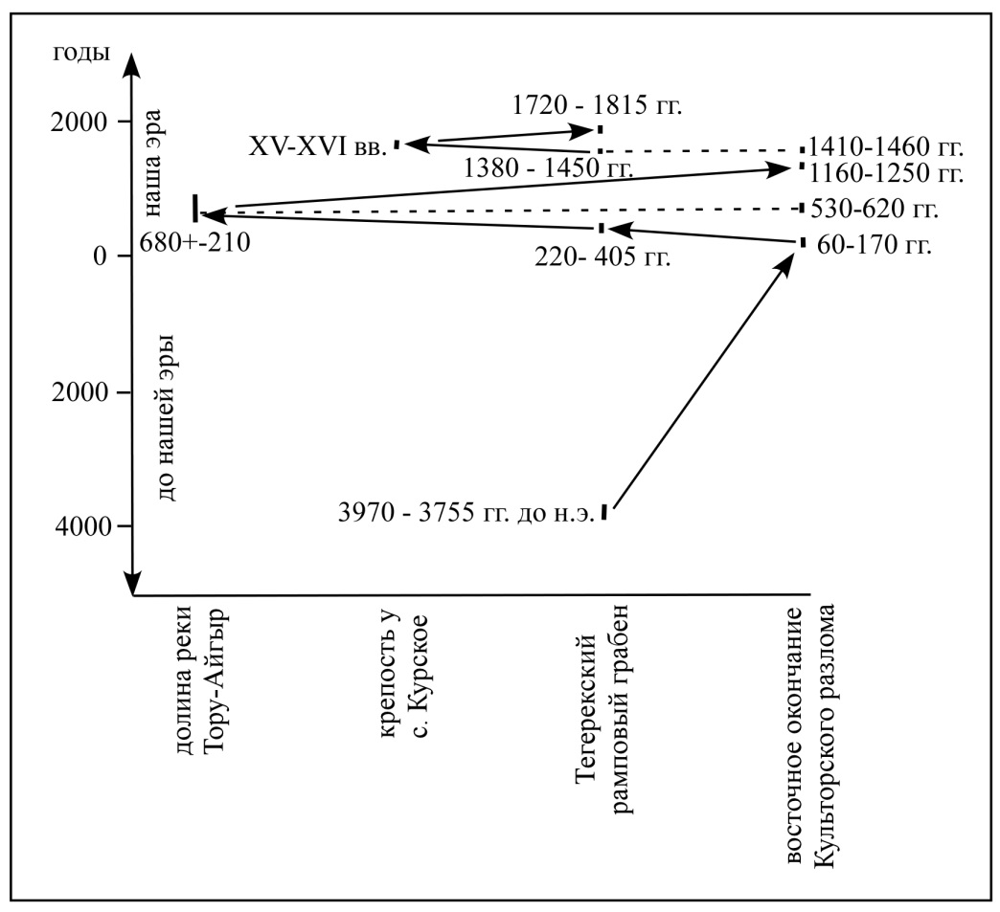 годы
1720 - 1815 гг.
2000
XV-XVI вв.
1410-1460 гг.
1380 - 1450 гг.
1160-1250 гг.
наша эра
530-620 гг.
680+-210
0
220- 405 гг.
60-170 гг.
до нашей эры
2000
3970 - 3755 гг. до н.э.
4000
долина реки
Тору-Айгыр
крепость у
с. Курское
Тегерекский
рамповый грабен
восточное окончание
Культорского разлома